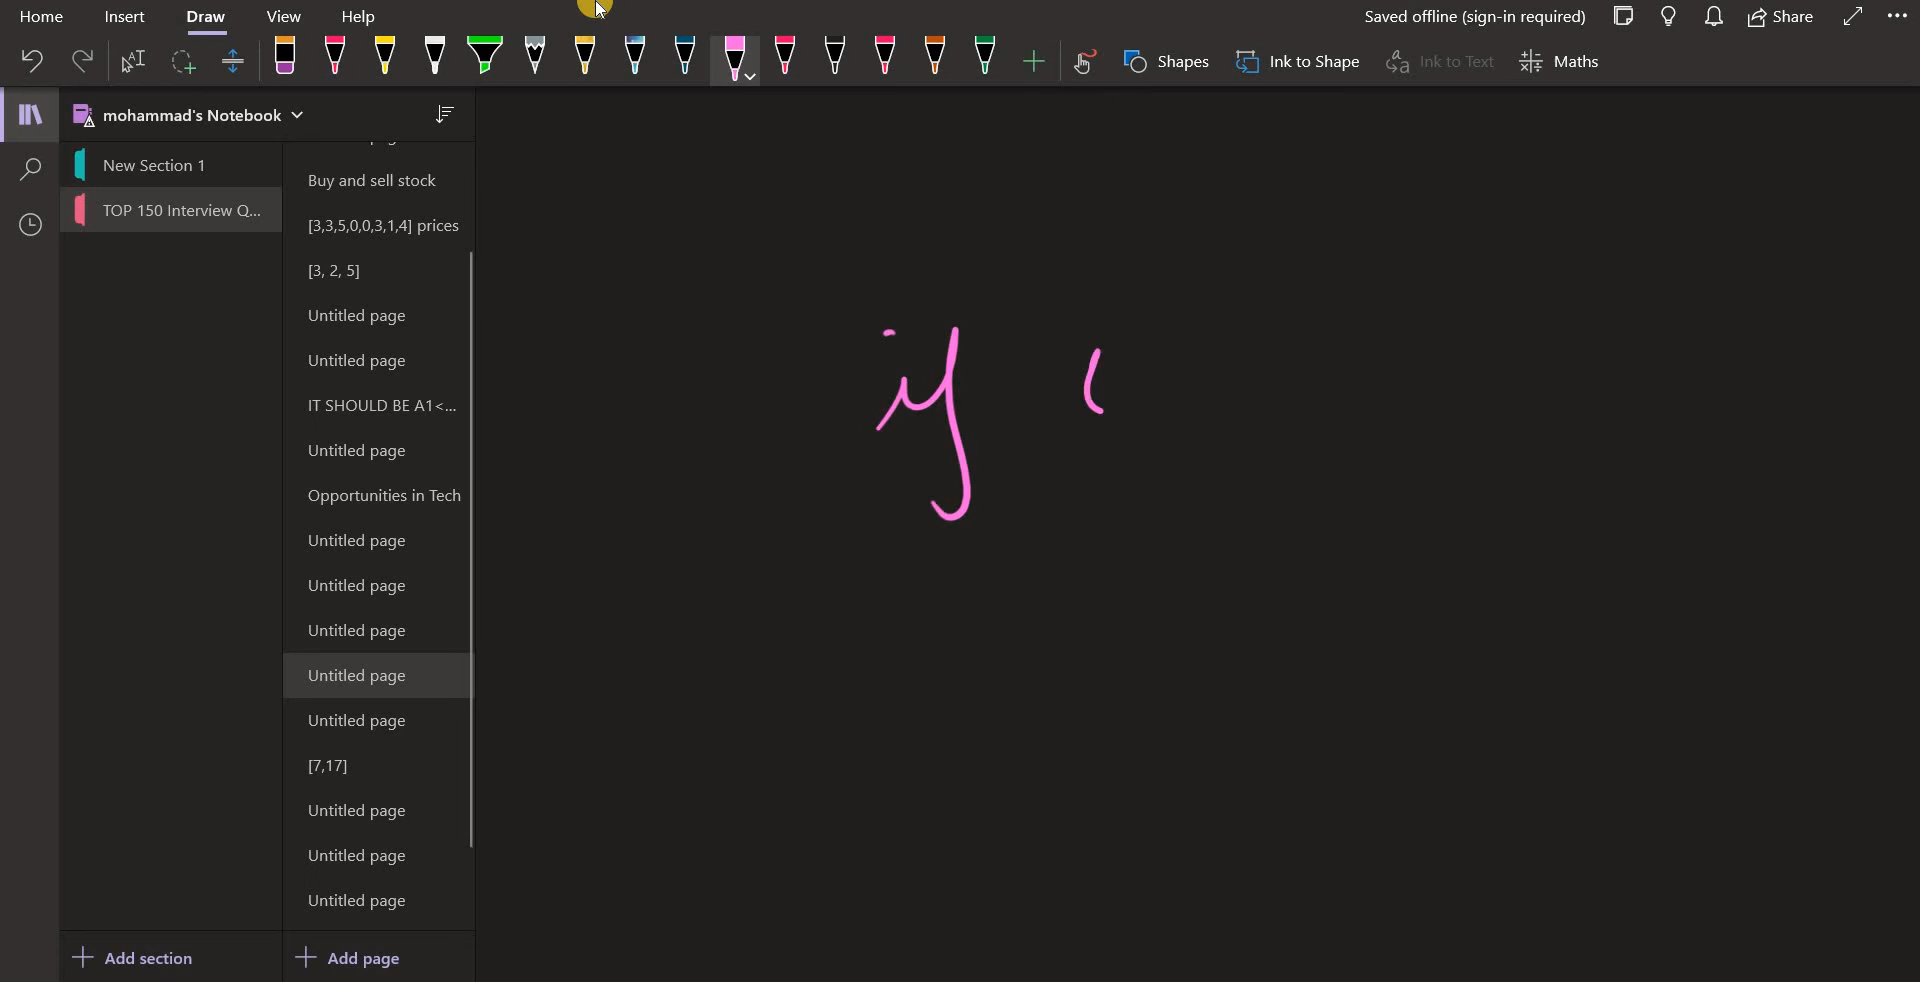 Home Insert Draw View Help Saved offline (sign-in required) Share
Shapes Ink to Shape Ink to Text Maths
mohammad's Notebook
New Section 1
TOP 150 Interview Q...
Buy and sell stock
[3,3,5,0,0,3,1,4] prices
[3, 2, 5]
Untitled page
Untitled page
IT SHOULD BE A1<...
Untitled page
Opportunities in Tech
Untitled page
Untitled page
Untitled page
Untitled page
Untitled page
[7,17]
Untitled page
Untitled page
Untitled page
Add section
Add page
if (